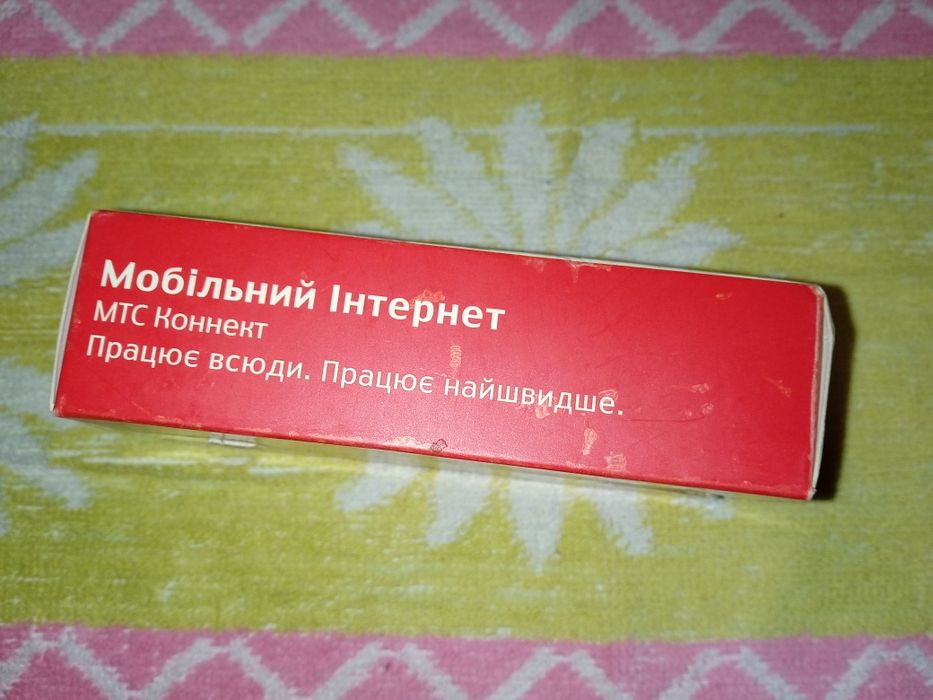 Мобільний Інтернет
МТС Коннект
Працює всюди. Працює найшвидше.